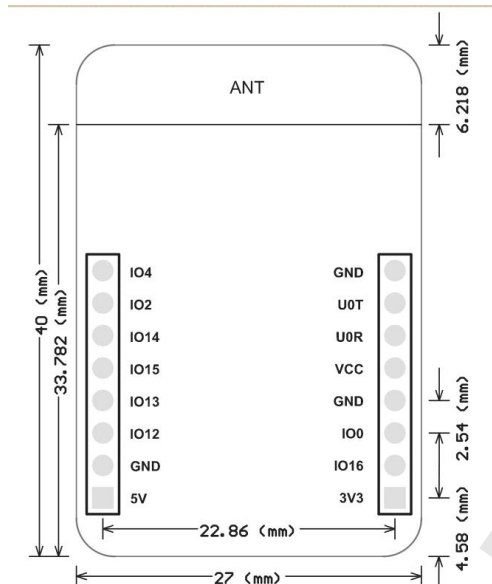 ANT
6.218 (mm)
40 (mm)
33.782 (mm)
IO4 GND
IO2 U0T
IO14 U0R
IO15 VCC
IO13 GND
IO12 IO0
GND IO16
5V 3V3
2.54 (mm)
22.86 (mm)
4.58 (mm)
27 (mm)